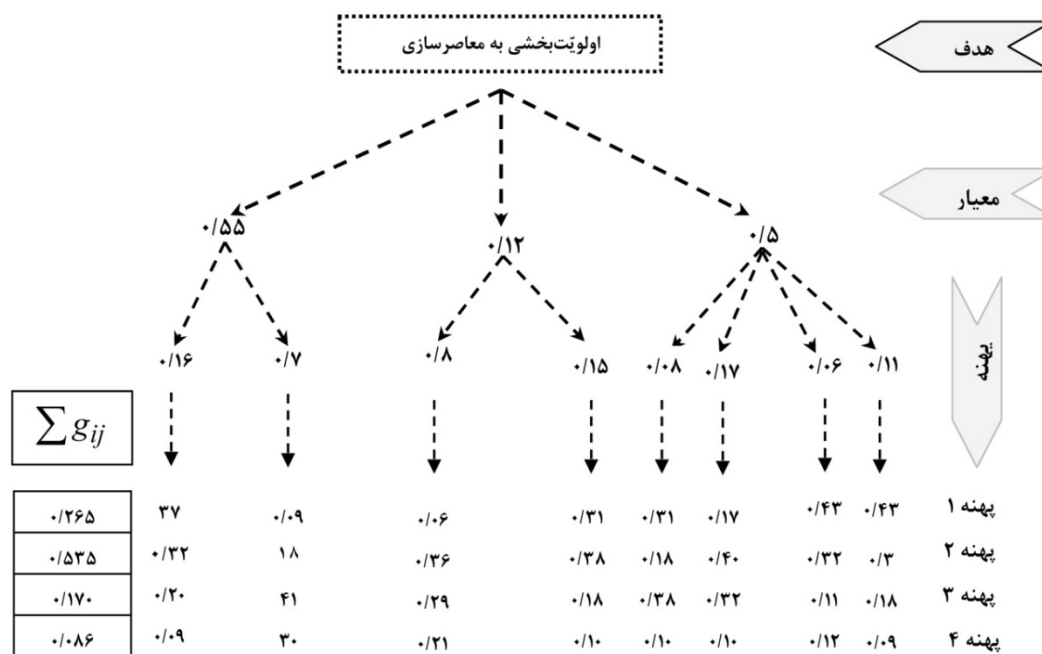 اولویّت‌بخشی به معاصرسازی
هدف
معیار
۰/۵
۰/۱۲
۰/۵۵
پهنه
۰/۱۱ ۰/۰۶ ۰/۱۷ ۰/۰۸ ۰/۱۵ ۰/۸ ۰/۷ ۰/۱۶
∑ g_ij
پهنه ۱ ۰/۴۳ ۰/۴۳ ۰/۱۷ ۰/۳۱ ۰/۳۱ ۰/۰۶ ۰/۰۹ ۳۷ ۰/۲۶۵
پهنه ۲ ۰/۳ ۰/۳۲ ۰/۴۰ ۰/۱۸ ۰/۳۸ ۰/۳۶ ۱۸ ۰/۳۲ ۰/۵۳۵
پهنه ۳ ۰/۱۸ ۰/۱۱ ۰/۳۲ ۰/۳۸ ۰/۱۸ ۰/۲۹ ۴۱ ۰/۲۰ ۰/۱۷۰
پهنه ۴ ۰/۰۹ ۰/۱۲ ۰/۱۰ ۰/۱۰ ۰/۱۰ ۰/۲۱ ۳۰ ۰/۰۹ ۰/۰۸۶